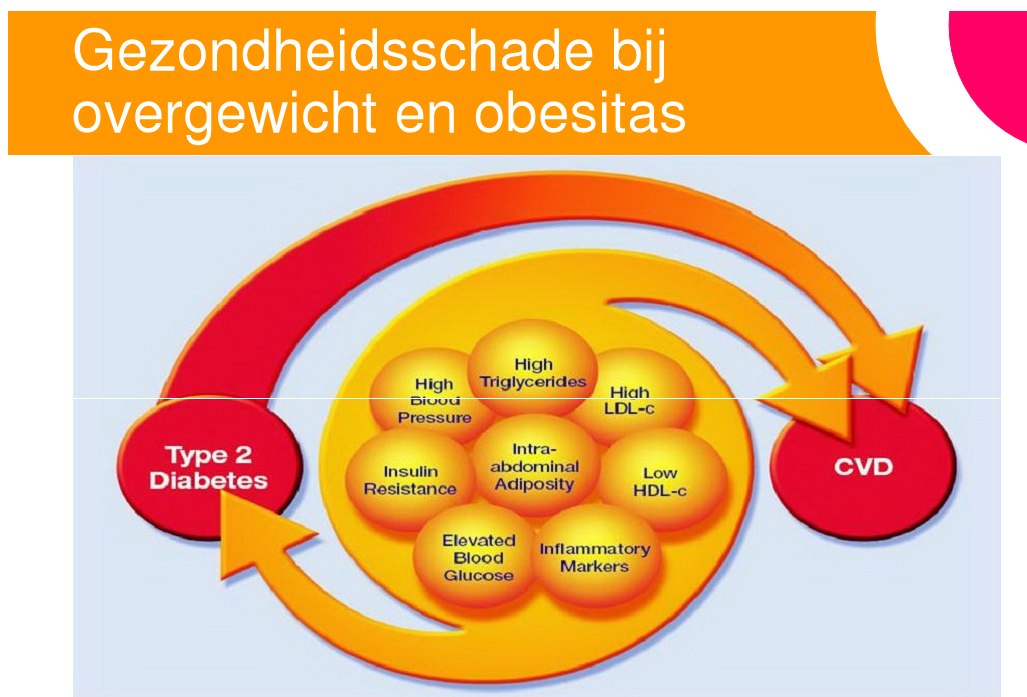 Gezondheidsschade bij
overgewicht en obesitas
High
Triglycerides
High
Blood
Pressure
High
LDL-c
Type 2
Diabetes
Insulin
Resistance
Intra-
abdominal
Adiposity
Low
HDL-c
CVD
Elevated
Blood
Glucose
Inflammatory
Markers